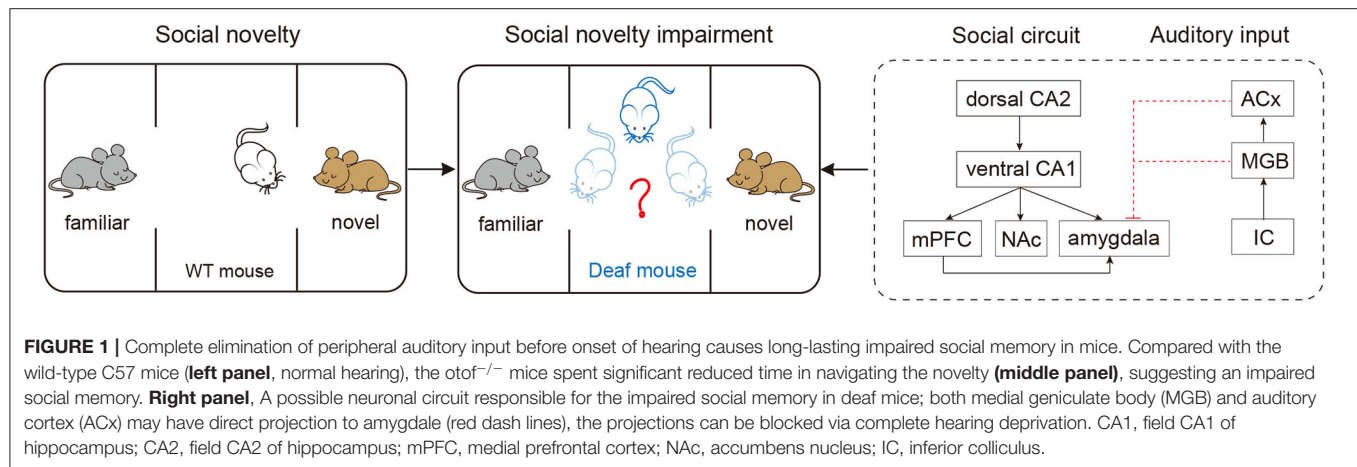 Social novelty
Social novelty impairment
Social circuit
Auditory input
familiar
novel
WT mouse
?
familiar
novel
Deaf mouse
dorsal CA2
ventral CA1
mPFC
NAc
amygdala
ACx
MGB
IC
FIGURE 1 | Complete elimination of peripheral auditory input before onset of hearing causes long-lasting impaired social memory in mice. Compared with the
wild-type C57 mice (left panel, normal hearing), the otof−/− mice spent significant reduced time in navigating the novelty (middle panel), suggesting an impaired
social memory. Right panel, A possible neuronal circuit responsible for the impaired social memory in deaf mice; both medial geniculate body (MGB) and auditory
cortex (ACx) may have direct projection to amygdale (red dash lines), the projections can be blocked via complete hearing deprivation. CA1, field CA1 of
hippocampus; CA2, field CA2 of hippocampus; mPFC, medial prefrontal cortex; NAc, accumbens nucleus; IC, inferior colliculus.